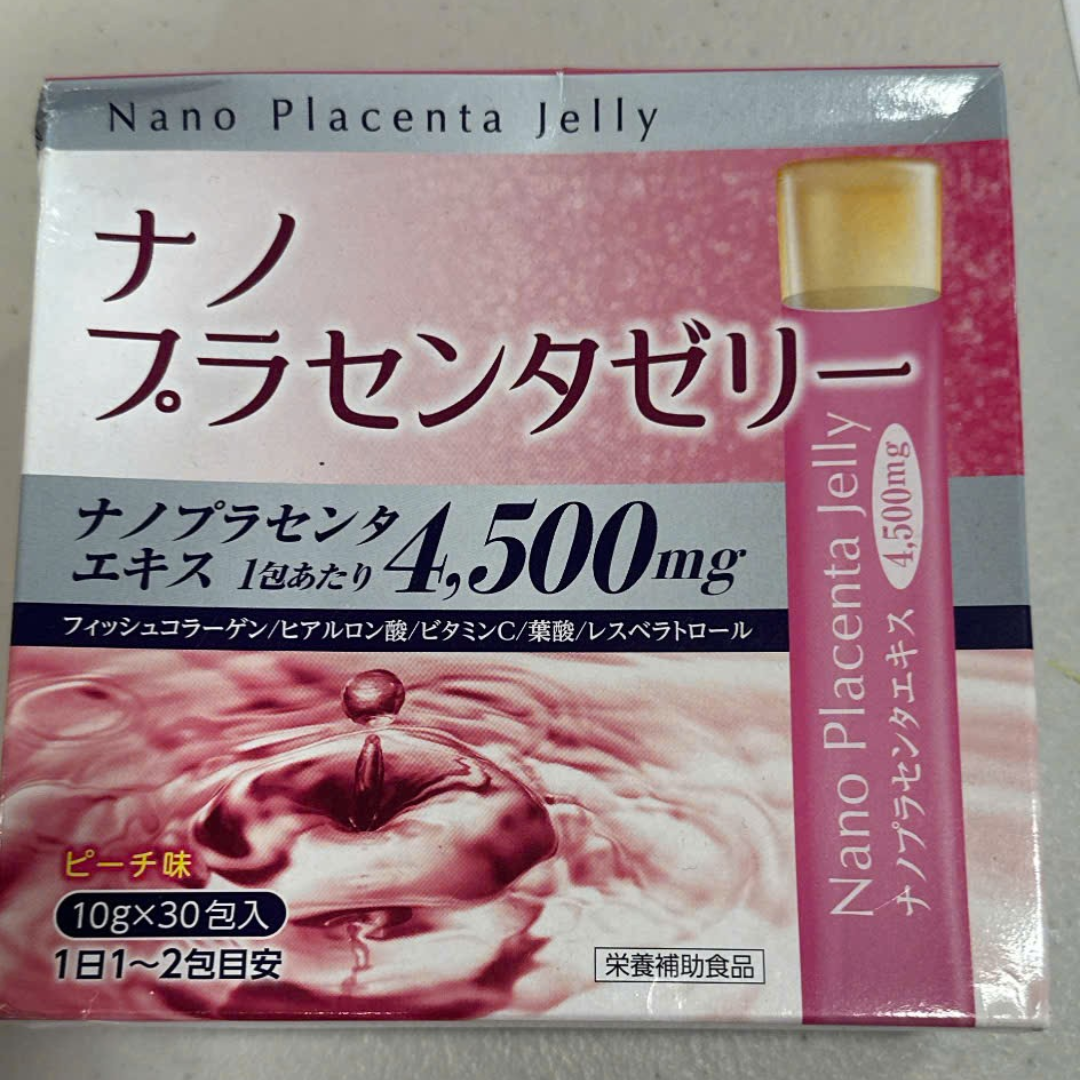 Nano Placenta Jelly
ナノ
プラセンタゼリー
ナノプラセンタ
エキス 1包あたり 4,500mg
フィッシュコラーゲン/ヒアルロン酸/ビタミンC/葉酸/レスベラトロール
ピーチ味
10g×30包入
1日1～2包目安
栄養補助食品
Nano Placenta Jelly
ナノプラセンタエキス 4,500mg